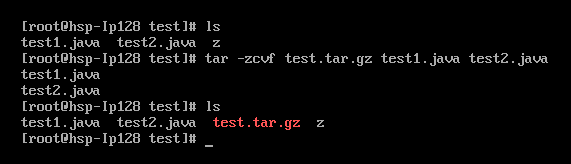 [root@hsp-Ip128 test]# ls
test1.java  test2.java  z
[root@hsp-Ip128 test]# tar -zcvf test.tar.gz test1.java test2.java
test1.java
test2.java
[root@hsp-Ip128 test]# ls
test1.java  test2.java  test.tar.gz  z
[root@hsp-Ip128 test]# _